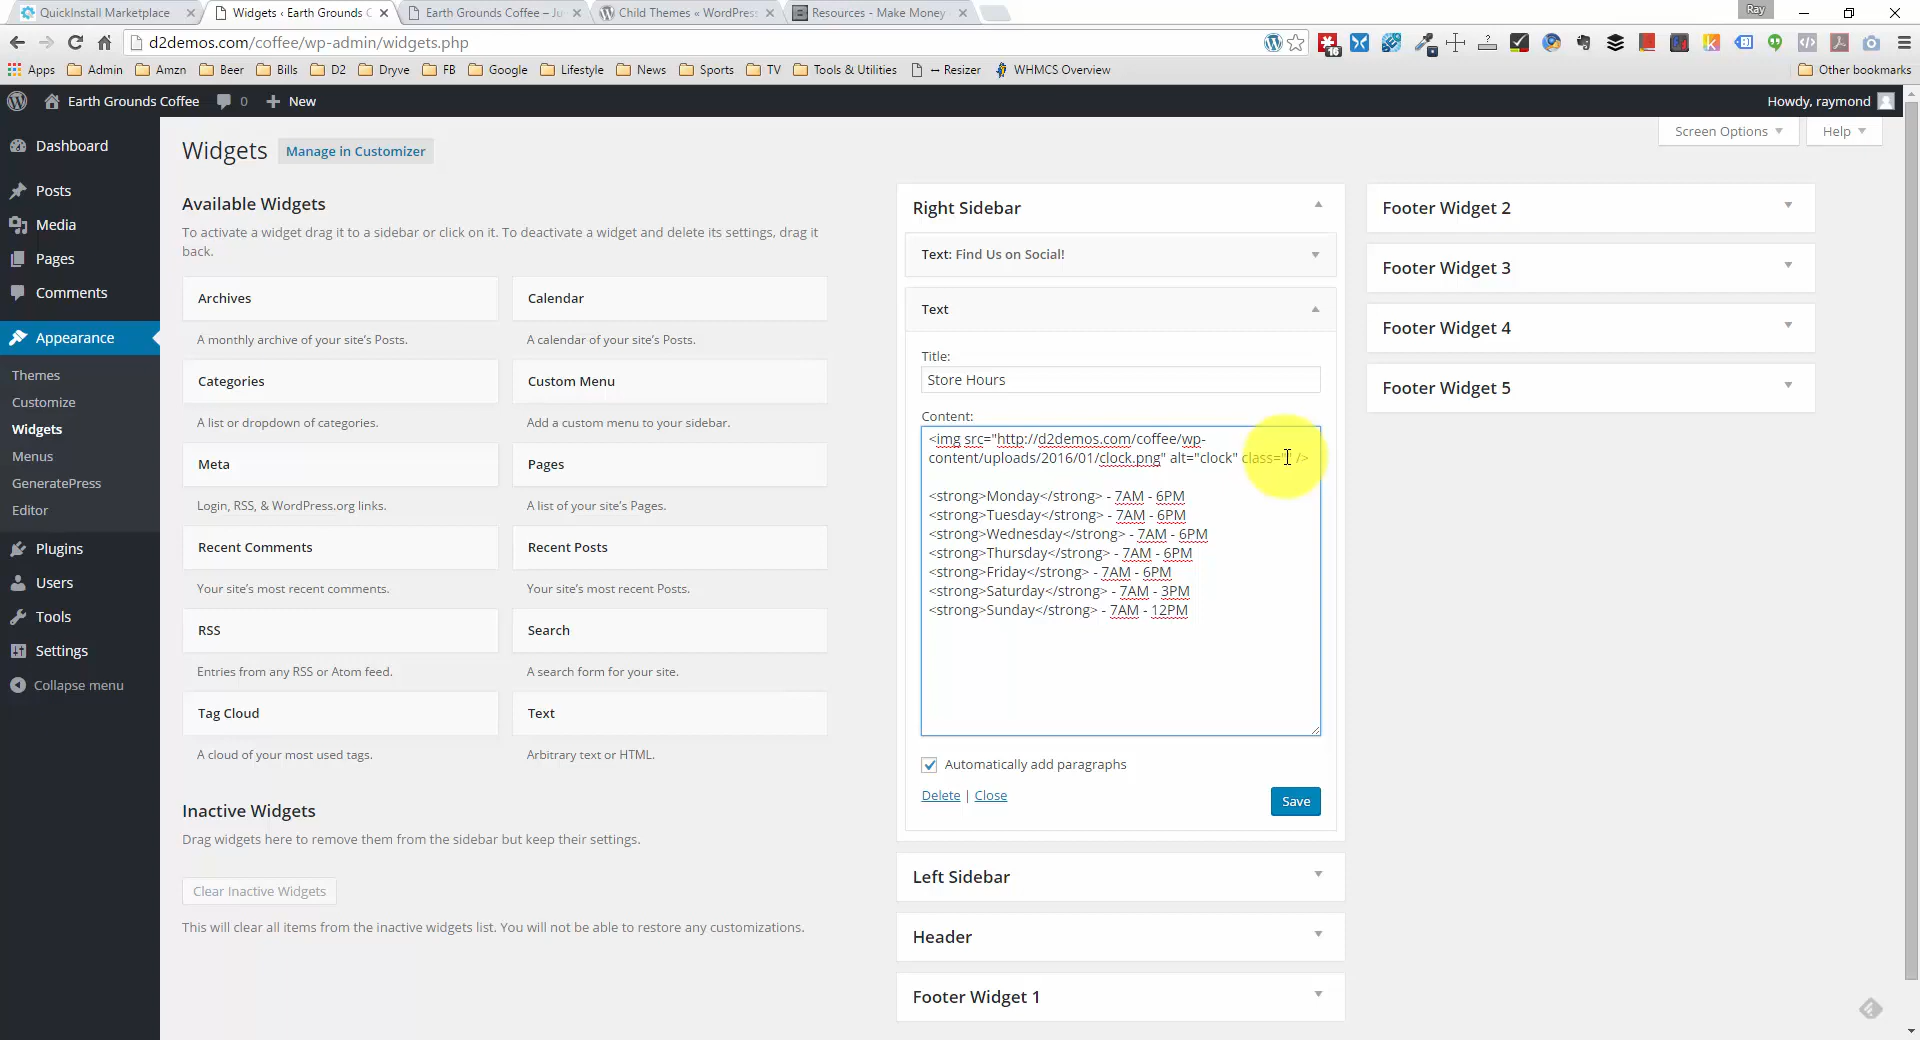 QuickInstall Marketplace
Widgets ‹ Earth Grounds C
Earth Grounds Coffee – Ju
Child Themes « WordPress
Resources - Make Money
Ray
d2demos.com/coffee/wp-admin/widgets.php
16
Apps
Admin
Amzn
Beer
Bills
D2
Dryve
FB
Google
Lifestyle
News
Sports
TV
Tools & Utilities
-- Resizer
WHMCS Overview
Other bookmarks
Earth Grounds Coffee
0
New
Howdy, raymond
Dashboard
Posts
Media
Pages
Comments
Appearance
Themes
Customize
Widgets
Menus
GeneratePress
Editor
Plugins
Users
Tools
Settings
Collapse menu
Screen Options
Help
Widgets
Manage in Customizer
Available Widgets
To activate a widget drag it to a sidebar or click on it. To deactivate a widget and delete its settings, drag it
back.
Archives
A monthly archive of your site's Posts.
Calendar
A calendar of your site's Posts.
Categories
A list or dropdown of categories.
Custom Menu
Add a custom menu to your sidebar.
Meta
Login, RSS, & WordPress.org links.
Pages
A list of your site's Pages.
Recent Comments
Your site's most recent comments.
Recent Posts
Your site's most recent Posts.
RSS
Entries from any RSS or Atom feed.
Search
A search form for your site.
Tag Cloud
A cloud of your most used tags.
Text
Arbitrary text or HTML.
Inactive Widgets
Drag widgets here to remove them from the sidebar but keep their settings.
Clear Inactive Widgets
This will clear all items from the inactive widgets list. You will not be able to restore any customizations.
Right Sidebar
Text: Find Us on Social!
Text
Title:
Store Hours
Content:
<img src="http://d2demos.com/coffee/wp-
content/uploads/2016/01/clock.png" alt="clock" class="" />
<strong>Monday</strong> - 7AM - 6PM
<strong>Tuesday</strong> - 7AM - 6PM
<strong>Wednesday</strong> - 7AM - 6PM
<strong>Thursday</strong> - 7AM - 6PM
<strong>Friday</strong> - 7AM - 6PM
<strong>Saturday</strong> - 7AM - 3PM
<strong>Sunday</strong> - 7AM - 12PM
Automatically add paragraphs
Delete | Close
Save
Left Sidebar
Header
Footer Widget 1
Footer Widget 2
Footer Widget 3
Footer Widget 4
Footer Widget 5